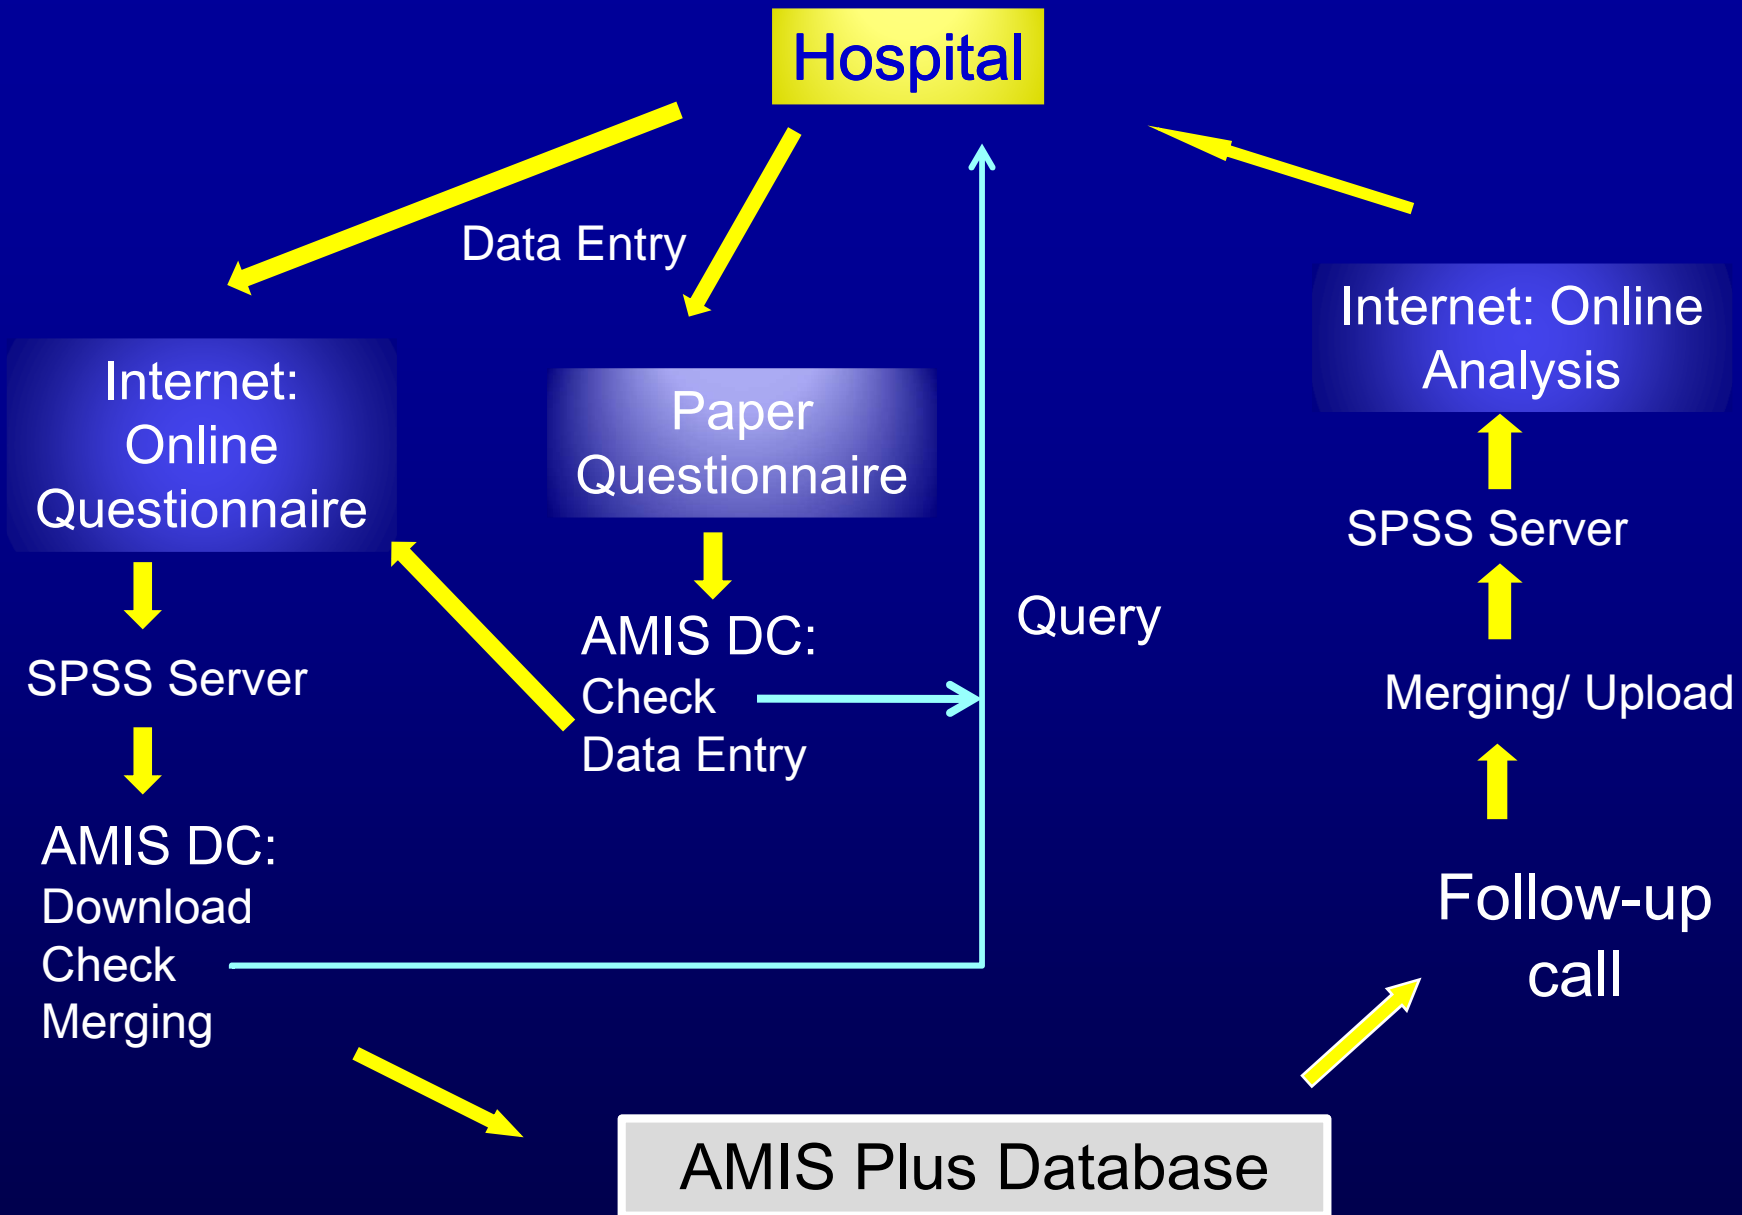 Hospital
Data Entry
Internet:
Online
Questionnaire
Paper
Questionnaire
Internet: Online
Analysis
SPSS Server
AMIS DC:
Check
Data Entry
Query
SPSS Server
Merging/ Upload
AMIS DC:
Download
Check
Merging
Follow-up
call
AMIS Plus Database